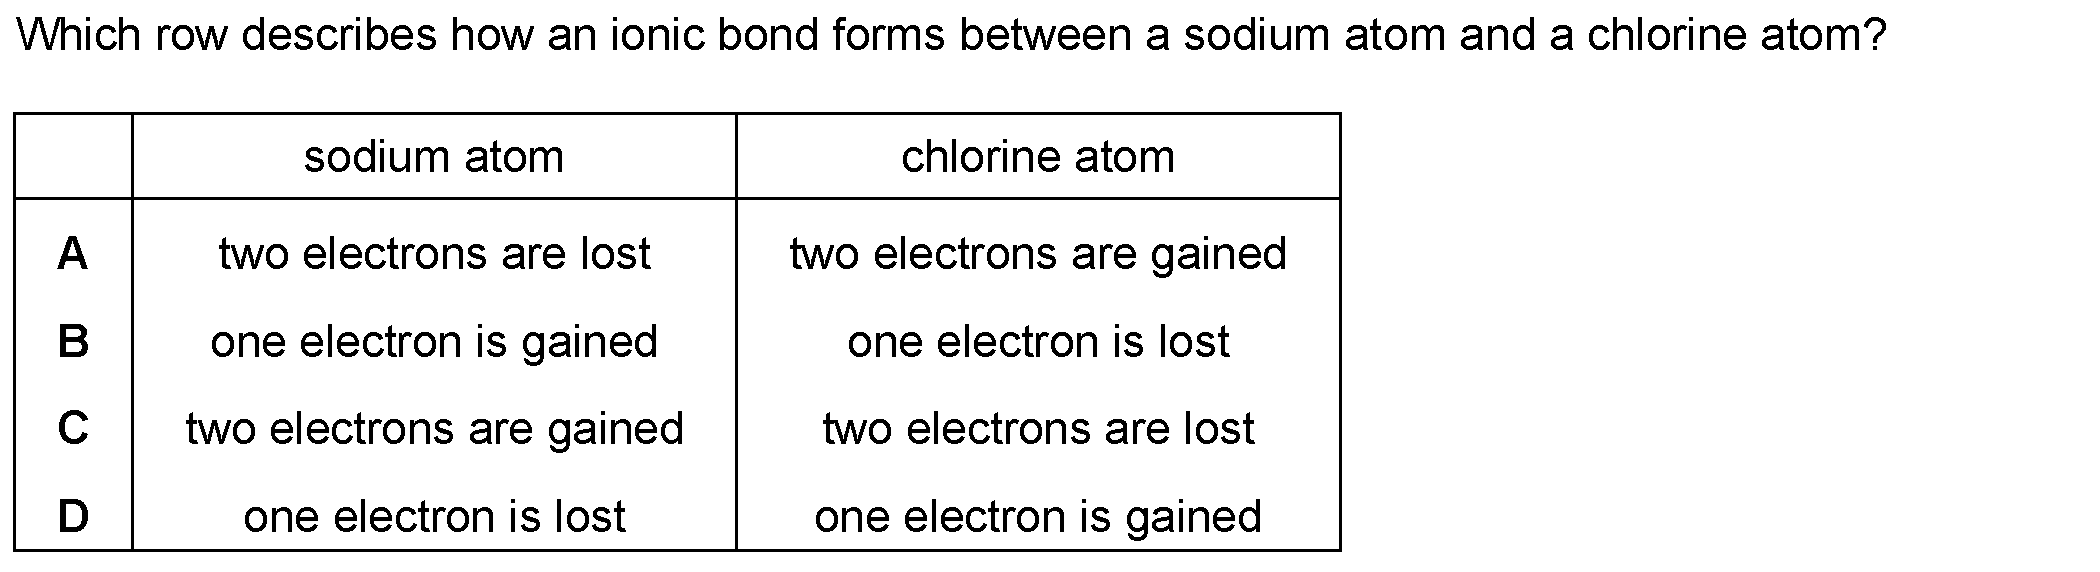 Which row describes how an ionic bond forms between a sodium atom and a chlorine atom?
sodium atom chlorine atom
A two electrons are lost two electrons are gained
B one electron is gained one electron is lost
C two electrons are gained two electrons are lost
D one electron is lost one electron is gained